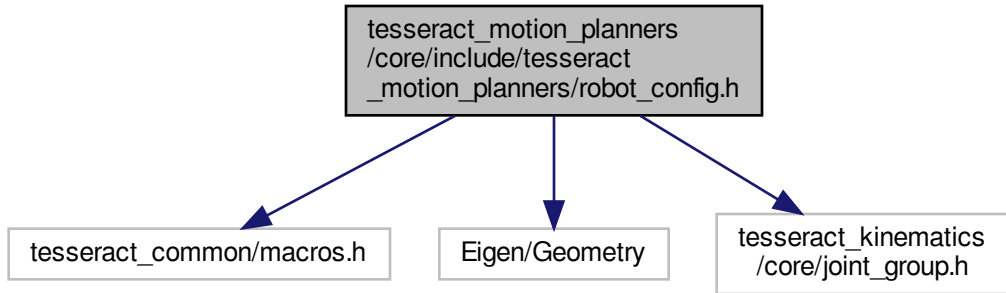 tesseract_motion_planners
/core/include/tesseract
_motion_planners/robot_config.h
tesseract_common/macros.h
Eigen/Geometry
tesseract_kinematics
/core/joint_group.h